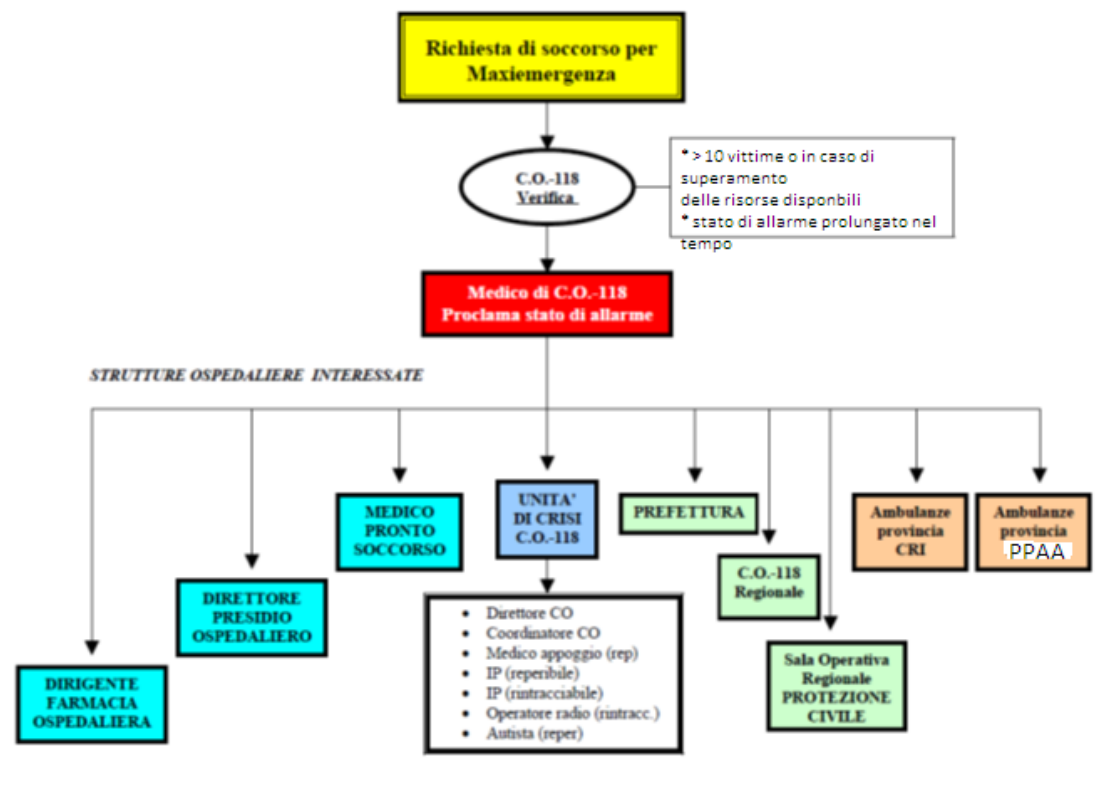 Richiesta di soccorso per
Maxiemergenza
C.O.-118
Verifica
* > 10 vittime o in caso di
superamento
delle risorse disponbili
* stato di allarme prolungato nel
tempo
Medico di C.O.-118
Proclama stato di allarme
STRUTTURE OSPEDALIERE INTERESSATE
DIRIGENTE
FARMACIA
OSPEDALIERA
DIRETTORE
PRESIDIO
OSPEDALIERO
MEDICO
PRONTO
SOCCORSO
UNITA'
DI CRISI
C.O.-118
• Direttore CO
• Coordinatore CO
• Medico appoggio (rep)
• IP (reperibile)
• IP (rintracciabile)
• Operatore radio (rintracc.)
• Autista (reper)
PREFETTURA
C.O.-118
Regionale
Sala Operativa
Regionale
PROTEZIONE
CIVILE
Ambulanze
provincia
CRI
Ambulanze
provincia
PPAA